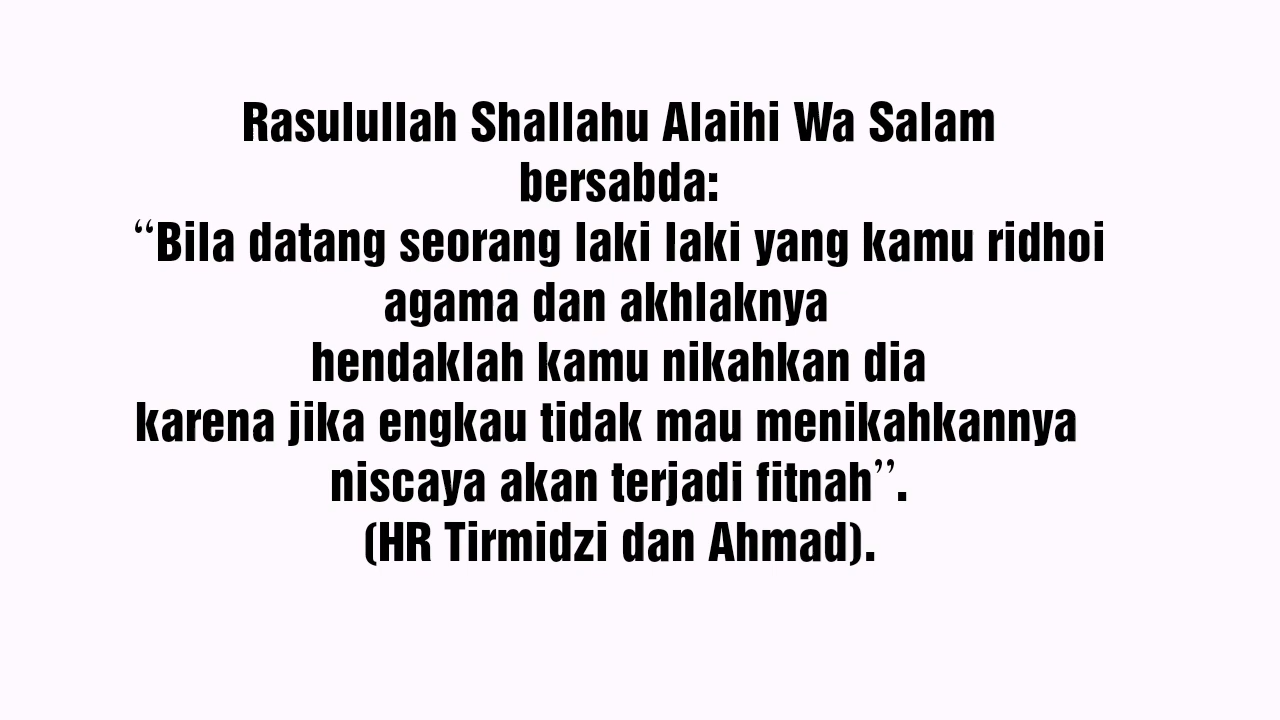 Rasulullah Shallahu Alaihi Wa Salam
bersabda:
“Bila datang seorang laki laki yang kamu ridhoi
agama dan akhlaknya
hendaklah kamu nikahkan dia
karena jika engkau tidak mau menikahkannya
niscaya akan terjadi fitnah”.
(HR Tirmidzi dan Ahmad).